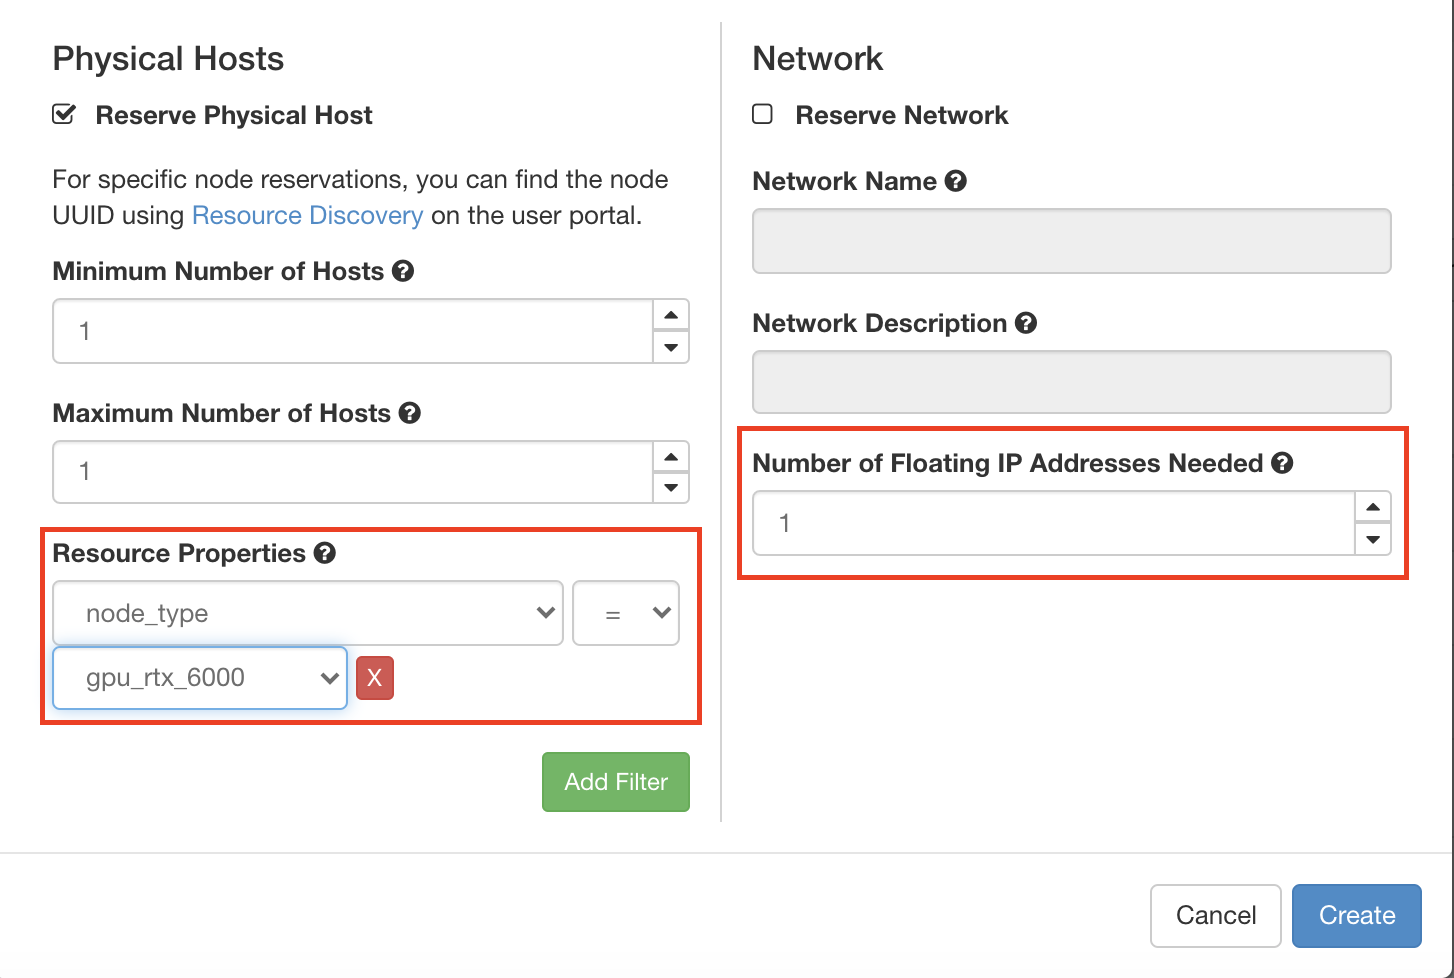 Physical Hosts
Reserve Physical Host
For specific node reservations, you can find the node
UUID using Resource Discovery on the user portal.
Minimum Number of Hosts ?
1
Maximum Number of Hosts ?
1
Resource Properties ?
node_type =
gpu_rtx_6000 X
Add Filter
Network
Reserve Network
Network Name ?
Network Description ?
Number of Floating IP Addresses Needed ?
1
Cancel Create